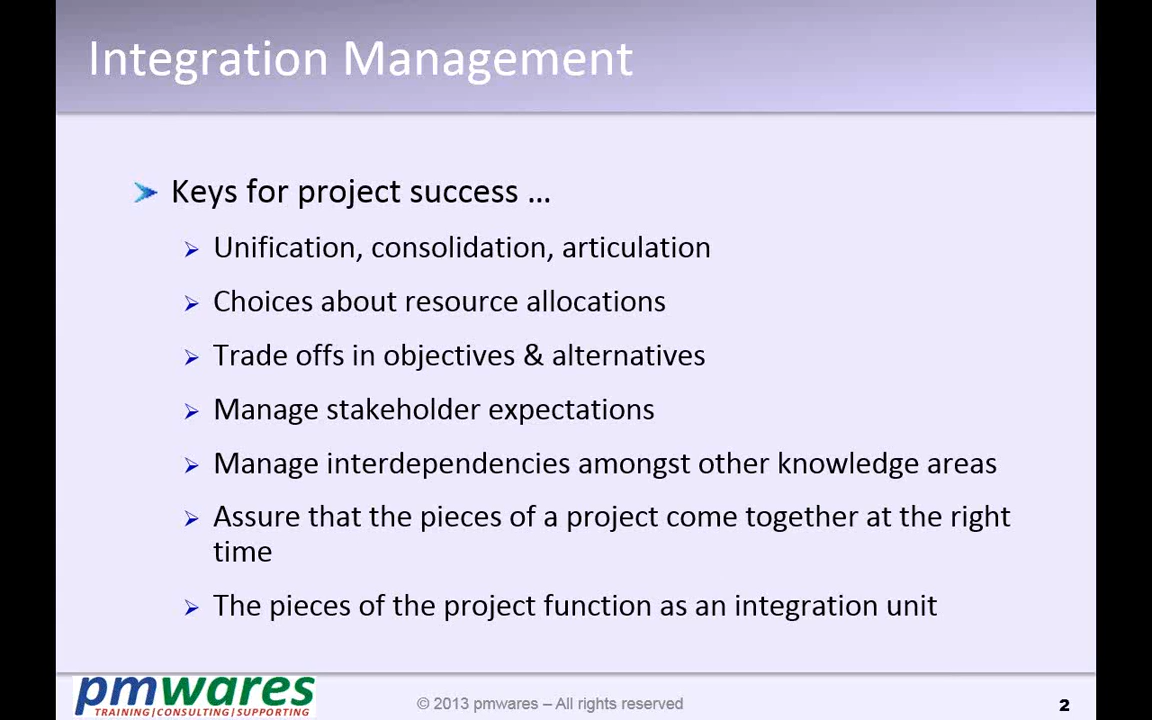 Integration Management
Keys for project success ...
Unification, consolidation, articulation
Choices about resource allocations
Trade offs in objectives & alternatives
Manage stakeholder expectations
Manage interdependencies amongst other knowledge areas
Assure that the pieces of a project come together at the right
time
The pieces of the project function as an integration unit
pmwares
TRAINING|CONSULTING|SUPPORTING
© 2013 pmwares – All rights reserved
2